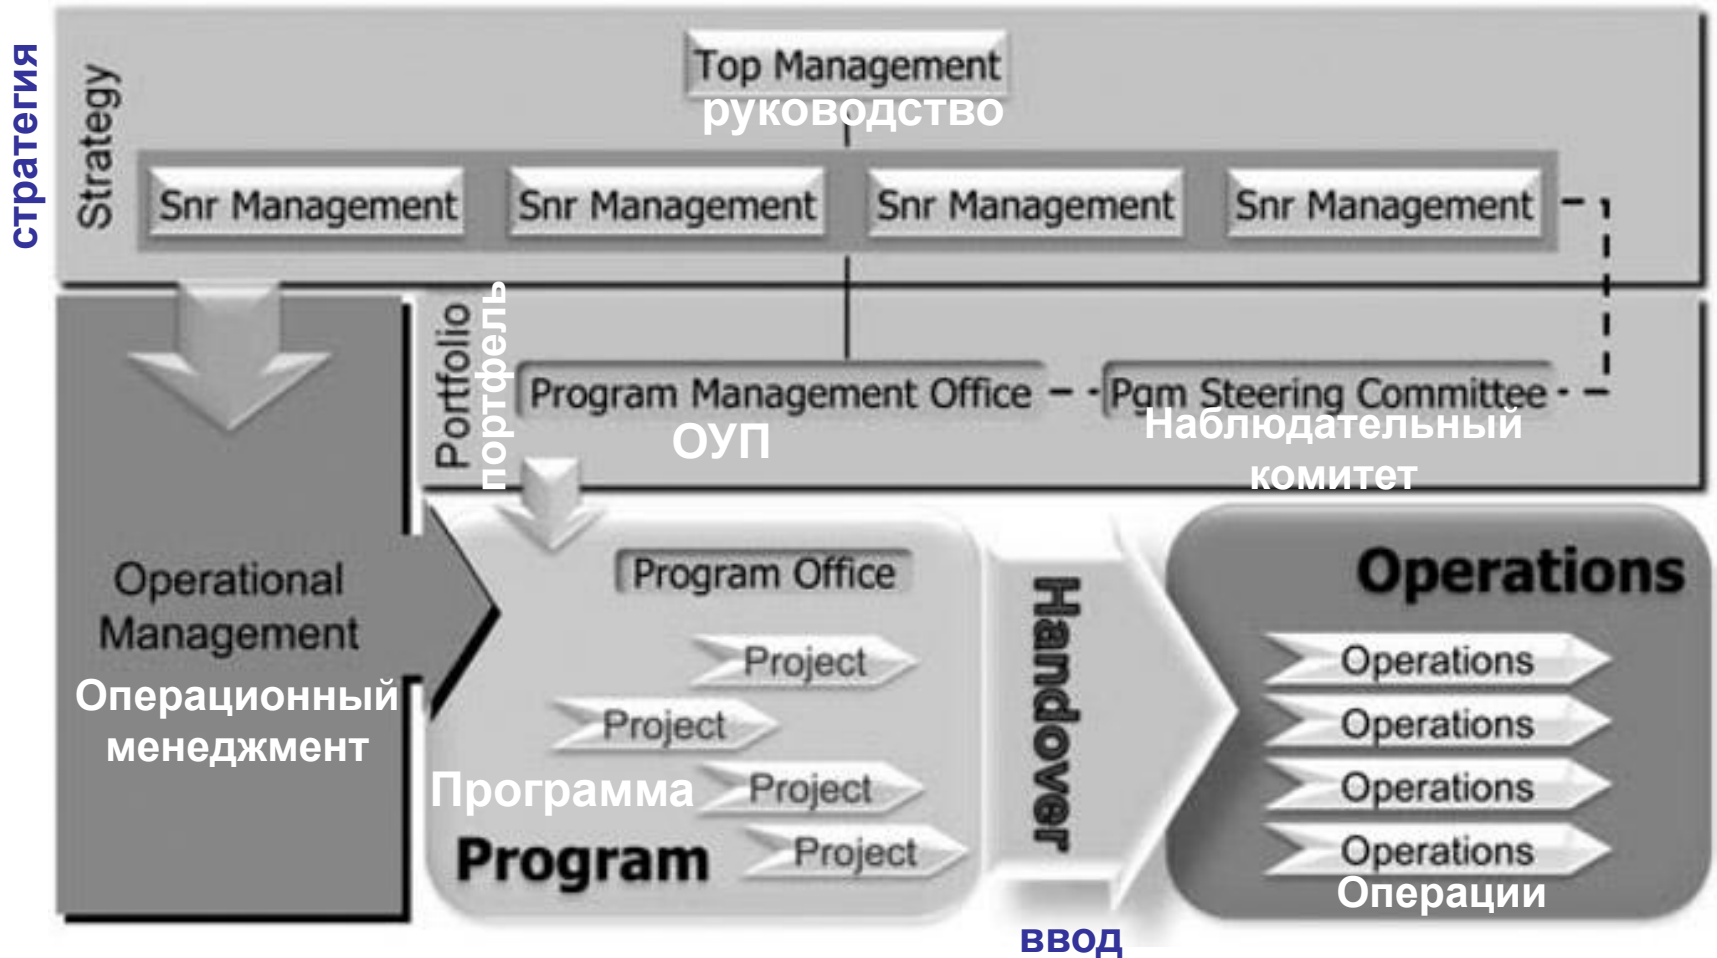 стратегия
Strategy
Top Management
руководство
Snr Management
Snr Management
Snr Management
Snr Management
Portfolio
портфель
Program Management Office
ОУП
Pgm Steering Committee
Наблюдательный
комитет
Operational
Management
Операционный
менеджмент
Program Office
Project
Project
Project
Project
Программа
Program
Handover
ввод
Operations
Operations
Operations
Operations
Operations
Операции